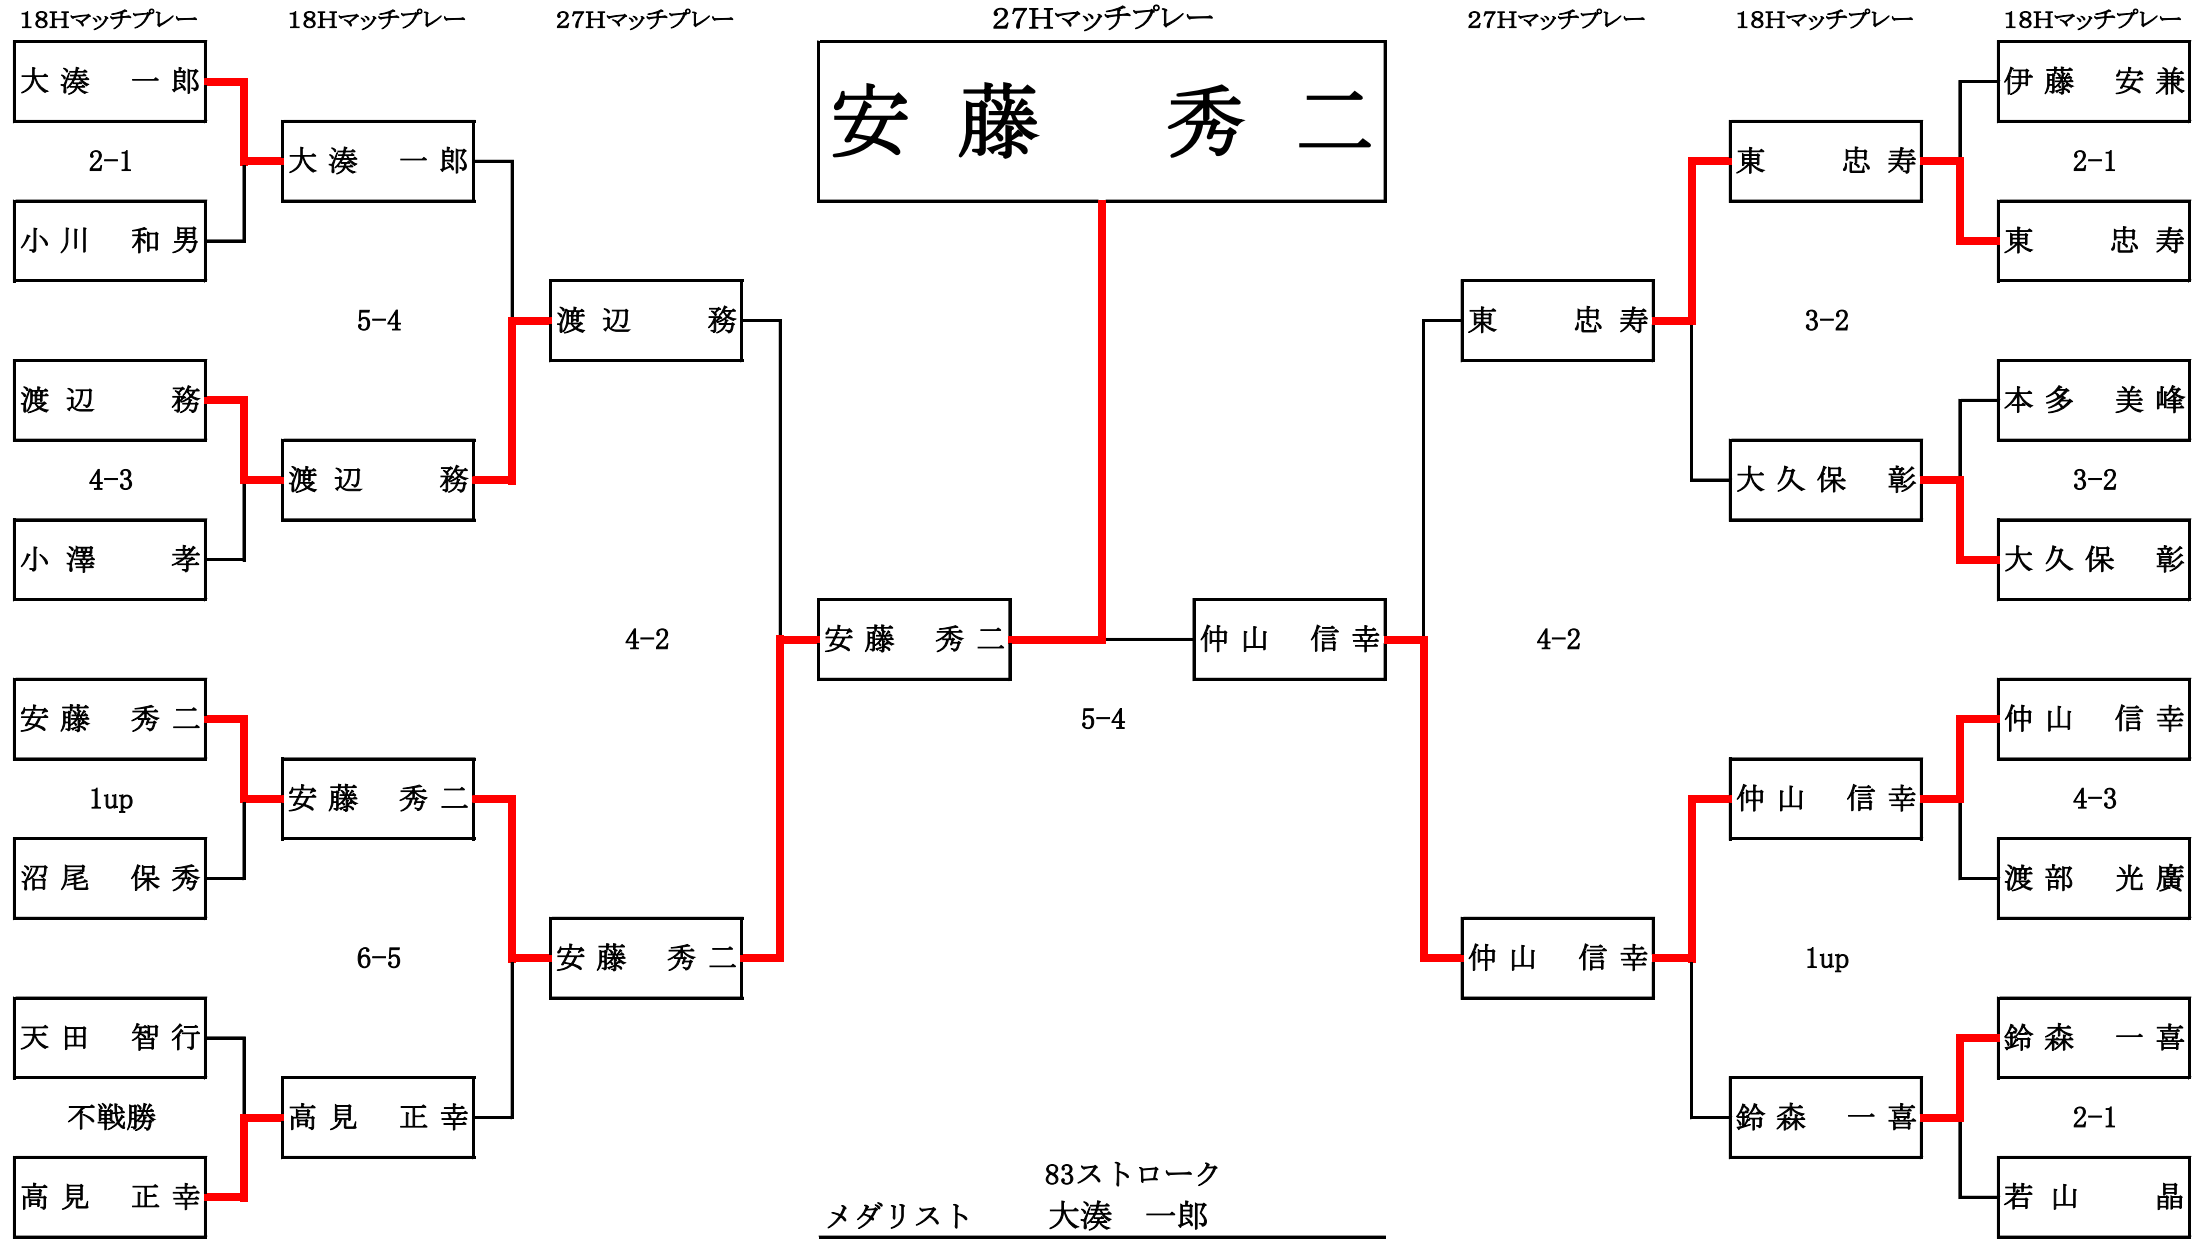 18Hマッチプレー
18Hマッチプレー
27Hマッチプレー
27Hマッチプレー
27Hマッチプレー
18Hマッチプレー
18Hマッチプレー
大湊 一郎
2-1
小川 和男
渡辺 務
4-3
小澤 孝
安藤 秀二
1up
沼尾 保秀
天田 智行
不戦勝
高見 正幸
大湊 一郎
5-4
渡辺 務
安藤 秀二
6-5
高見 正幸
渡辺 務
4-2
安藤 秀二
安藤 秀二
安藤 秀二
5-4
仲山 信幸
東 忠寿
4-2
仲山 信幸
東 忠寿
3-2
大久保 彰
仲山 信幸
1up
鈴森 一喜
伊藤 安兼
2-1
東 忠寿
本多 美峰
3-2
大久保 彰
仲山 信幸
4-3
渡部 光廣
鈴森 一喜
2-1
若山 晶
83ストローク
メダリスト 大湊 一郎